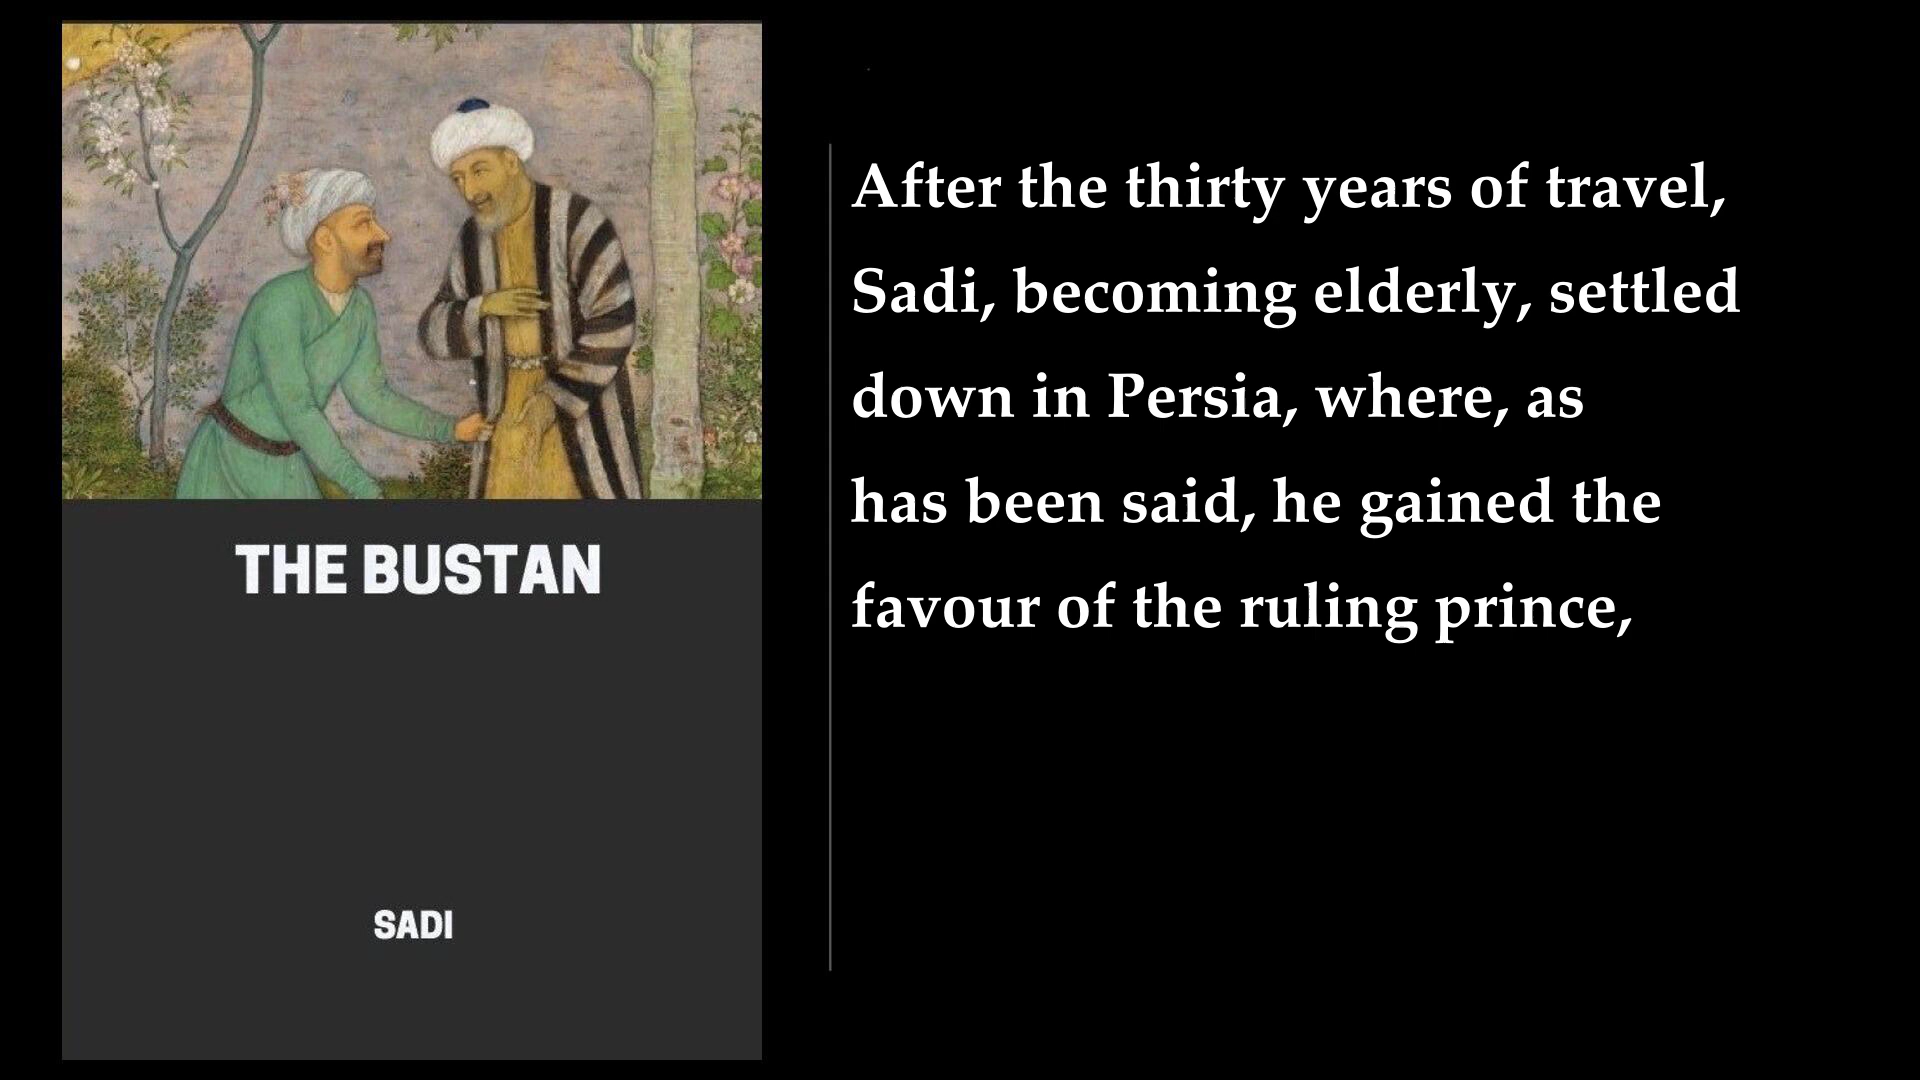 THE BUSTAN
SADI
After the thirty years of travel,
Sadi, becoming elderly, settled
down in Persia, where, as
has been said, he gained the
favour of the ruling prince,